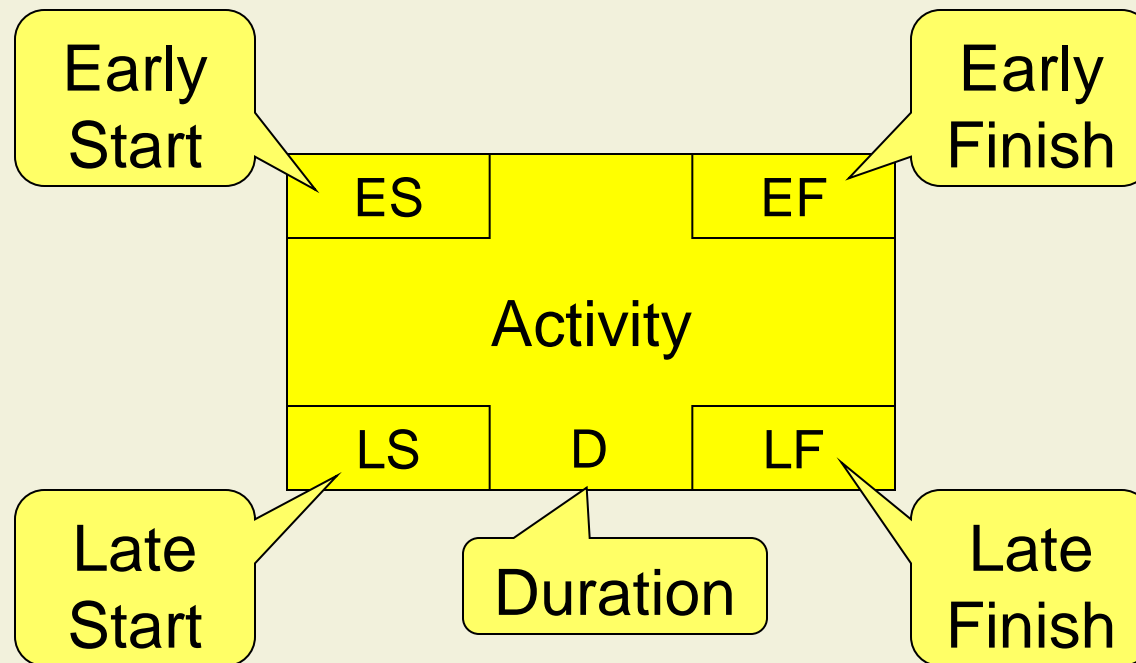 Early
Start
Early
Finish
ES
EF
Activity
LS
D
LF
Late
Start
Duration
Late
Finish